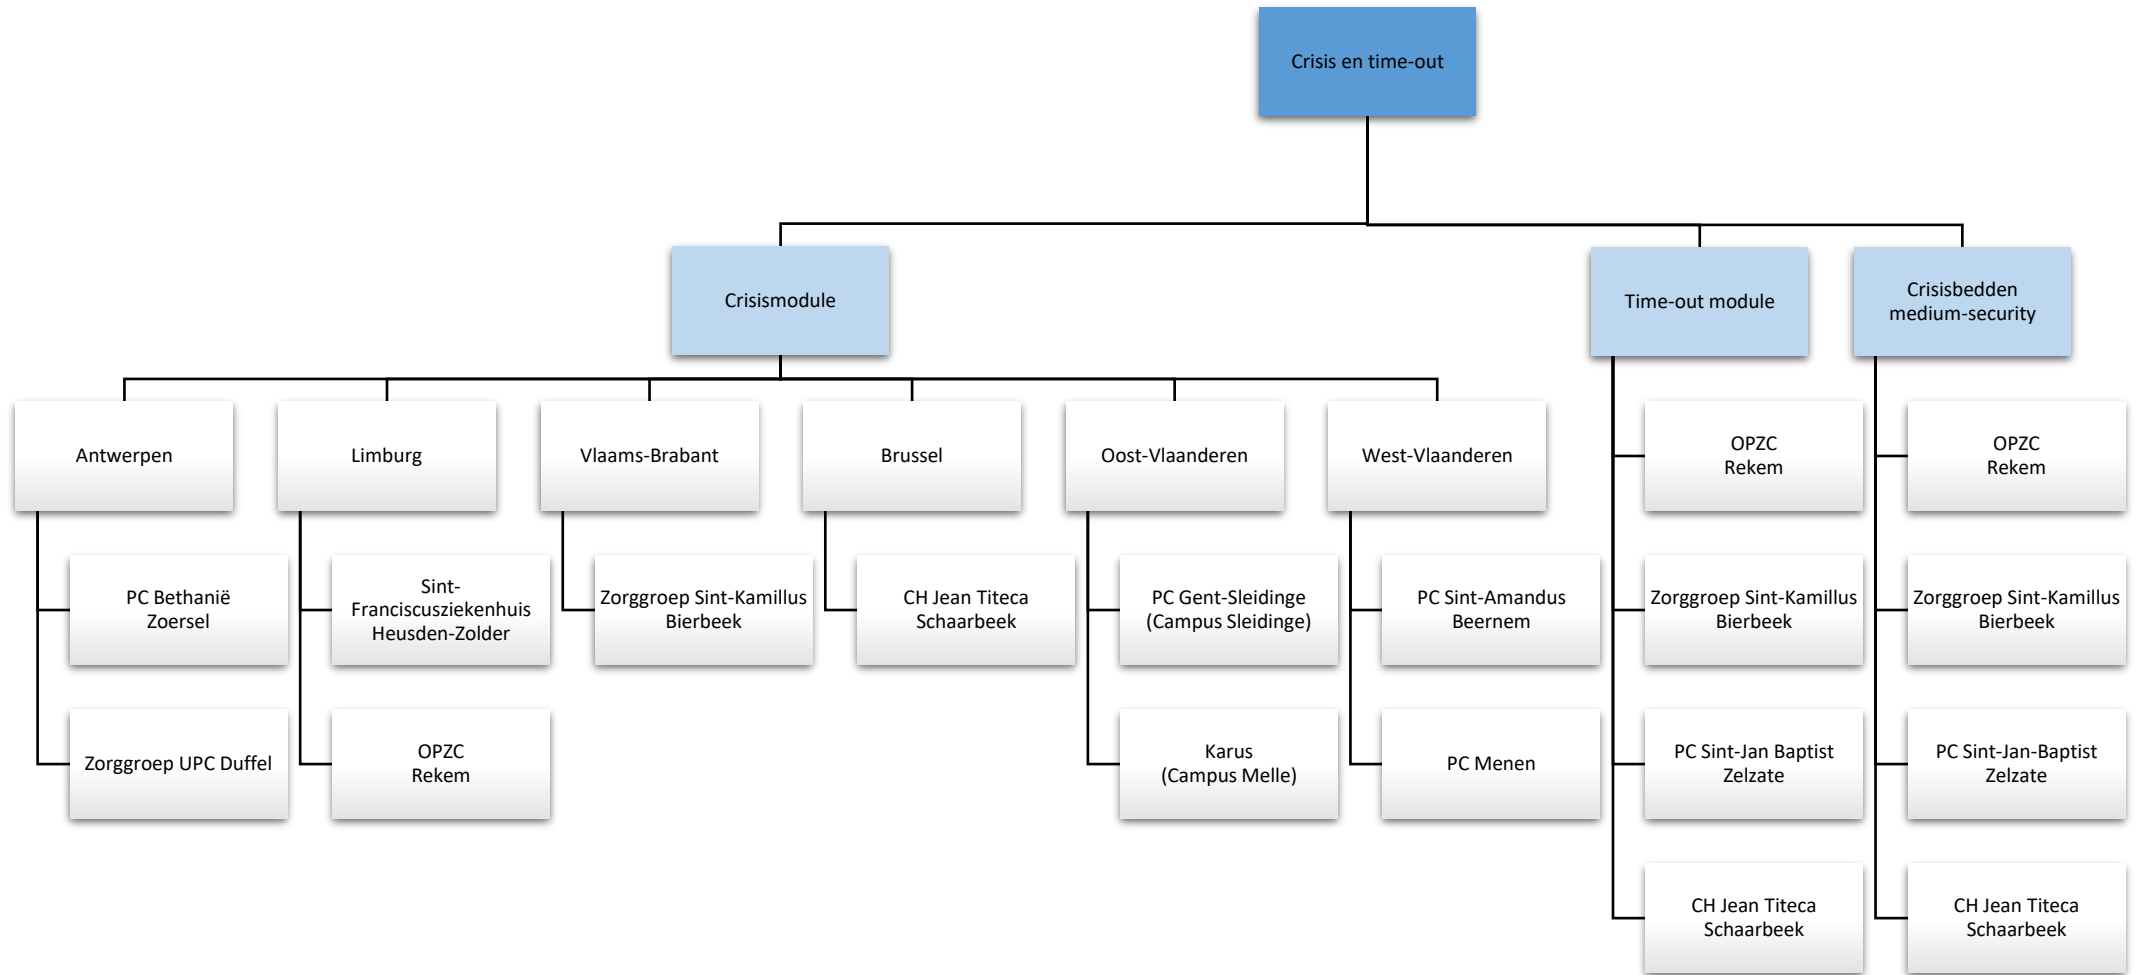 Crisis en time-out
Crisismodule
Time-out module
Crisisbedden
medium-security
Antwerpen
Limburg
Vlaams-Brabant
Brussel
Oost-Vlaanderen
West-Vlaanderen
OPZC
Rekem
OPZC
Rekem
PC Bethanië
Zoersel
Sint-
Franciscusziekenhuis
Heusden-Zolder
Zorggroep Sint-Kamillus
Bierbeek
CH Jean Titeca
Schaarbeek
PC Gent-Sleidinge
(Campus Sleidinge)
PC Sint-Amandus
Beernem
Zorggroep Sint-Kamillus
Bierbeek
Zorggroep Sint-Kamillus
Bierbeek
Zorggroep UPC Duffel
OPZC
Rekem
Karus
(Campus Melle)
PC Menen
PC Sint-Jan Baptist
Zelzate
PC Sint-Jan-Baptist
Zelzate
CH Jean Titeca
Schaarbeek
CH Jean Titeca
Schaarbeek